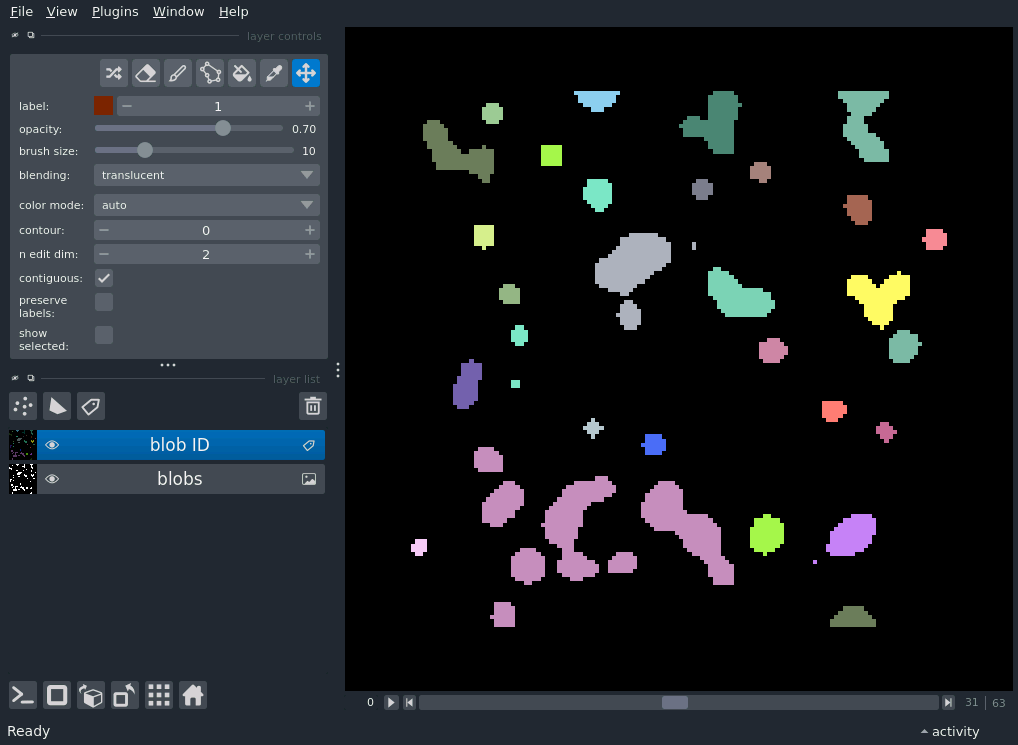 File View Plugins Window Help
layer controls
label: 1
opacity: 0.70
brush size: 10
blending: translucent
color mode: auto
contour: 0
n edit dim: 2
contiguous:
preserve
labels:
show
selected:
layer list
blob ID
blobs
0 31 | 63
Ready activity